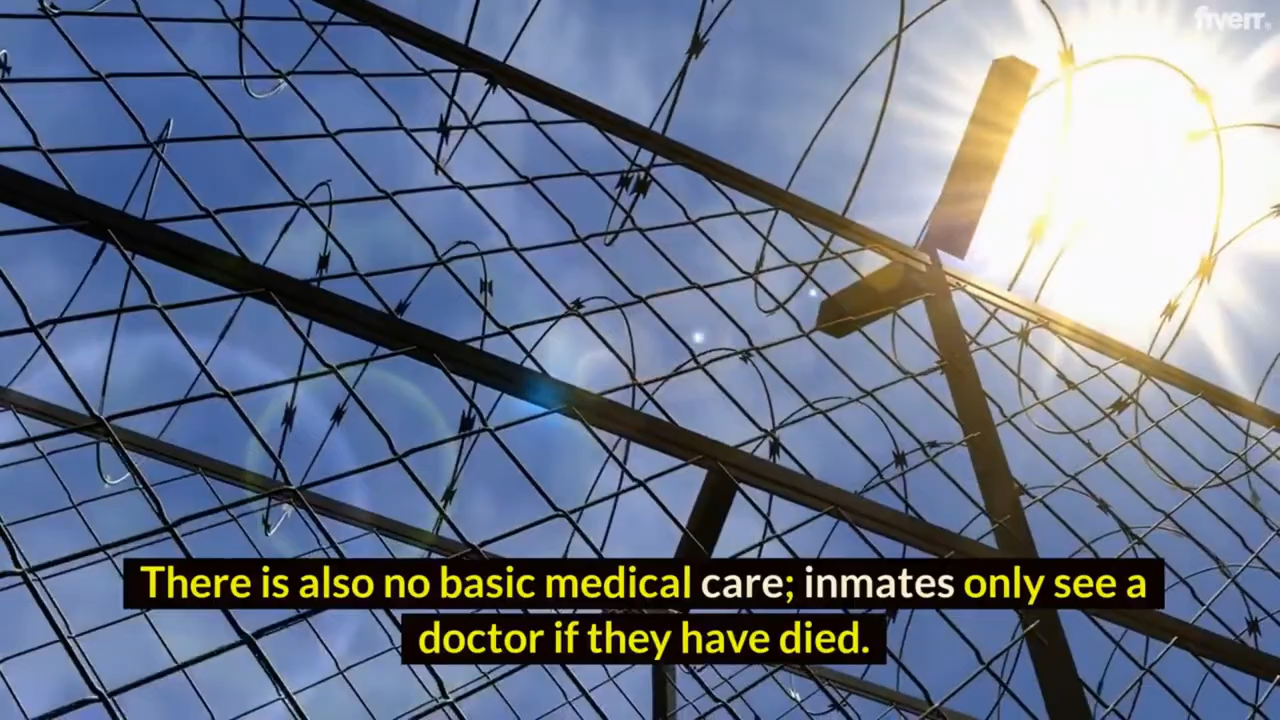 fiverr.
There is also no basic medical care; inmates only see a
doctor if they have died.